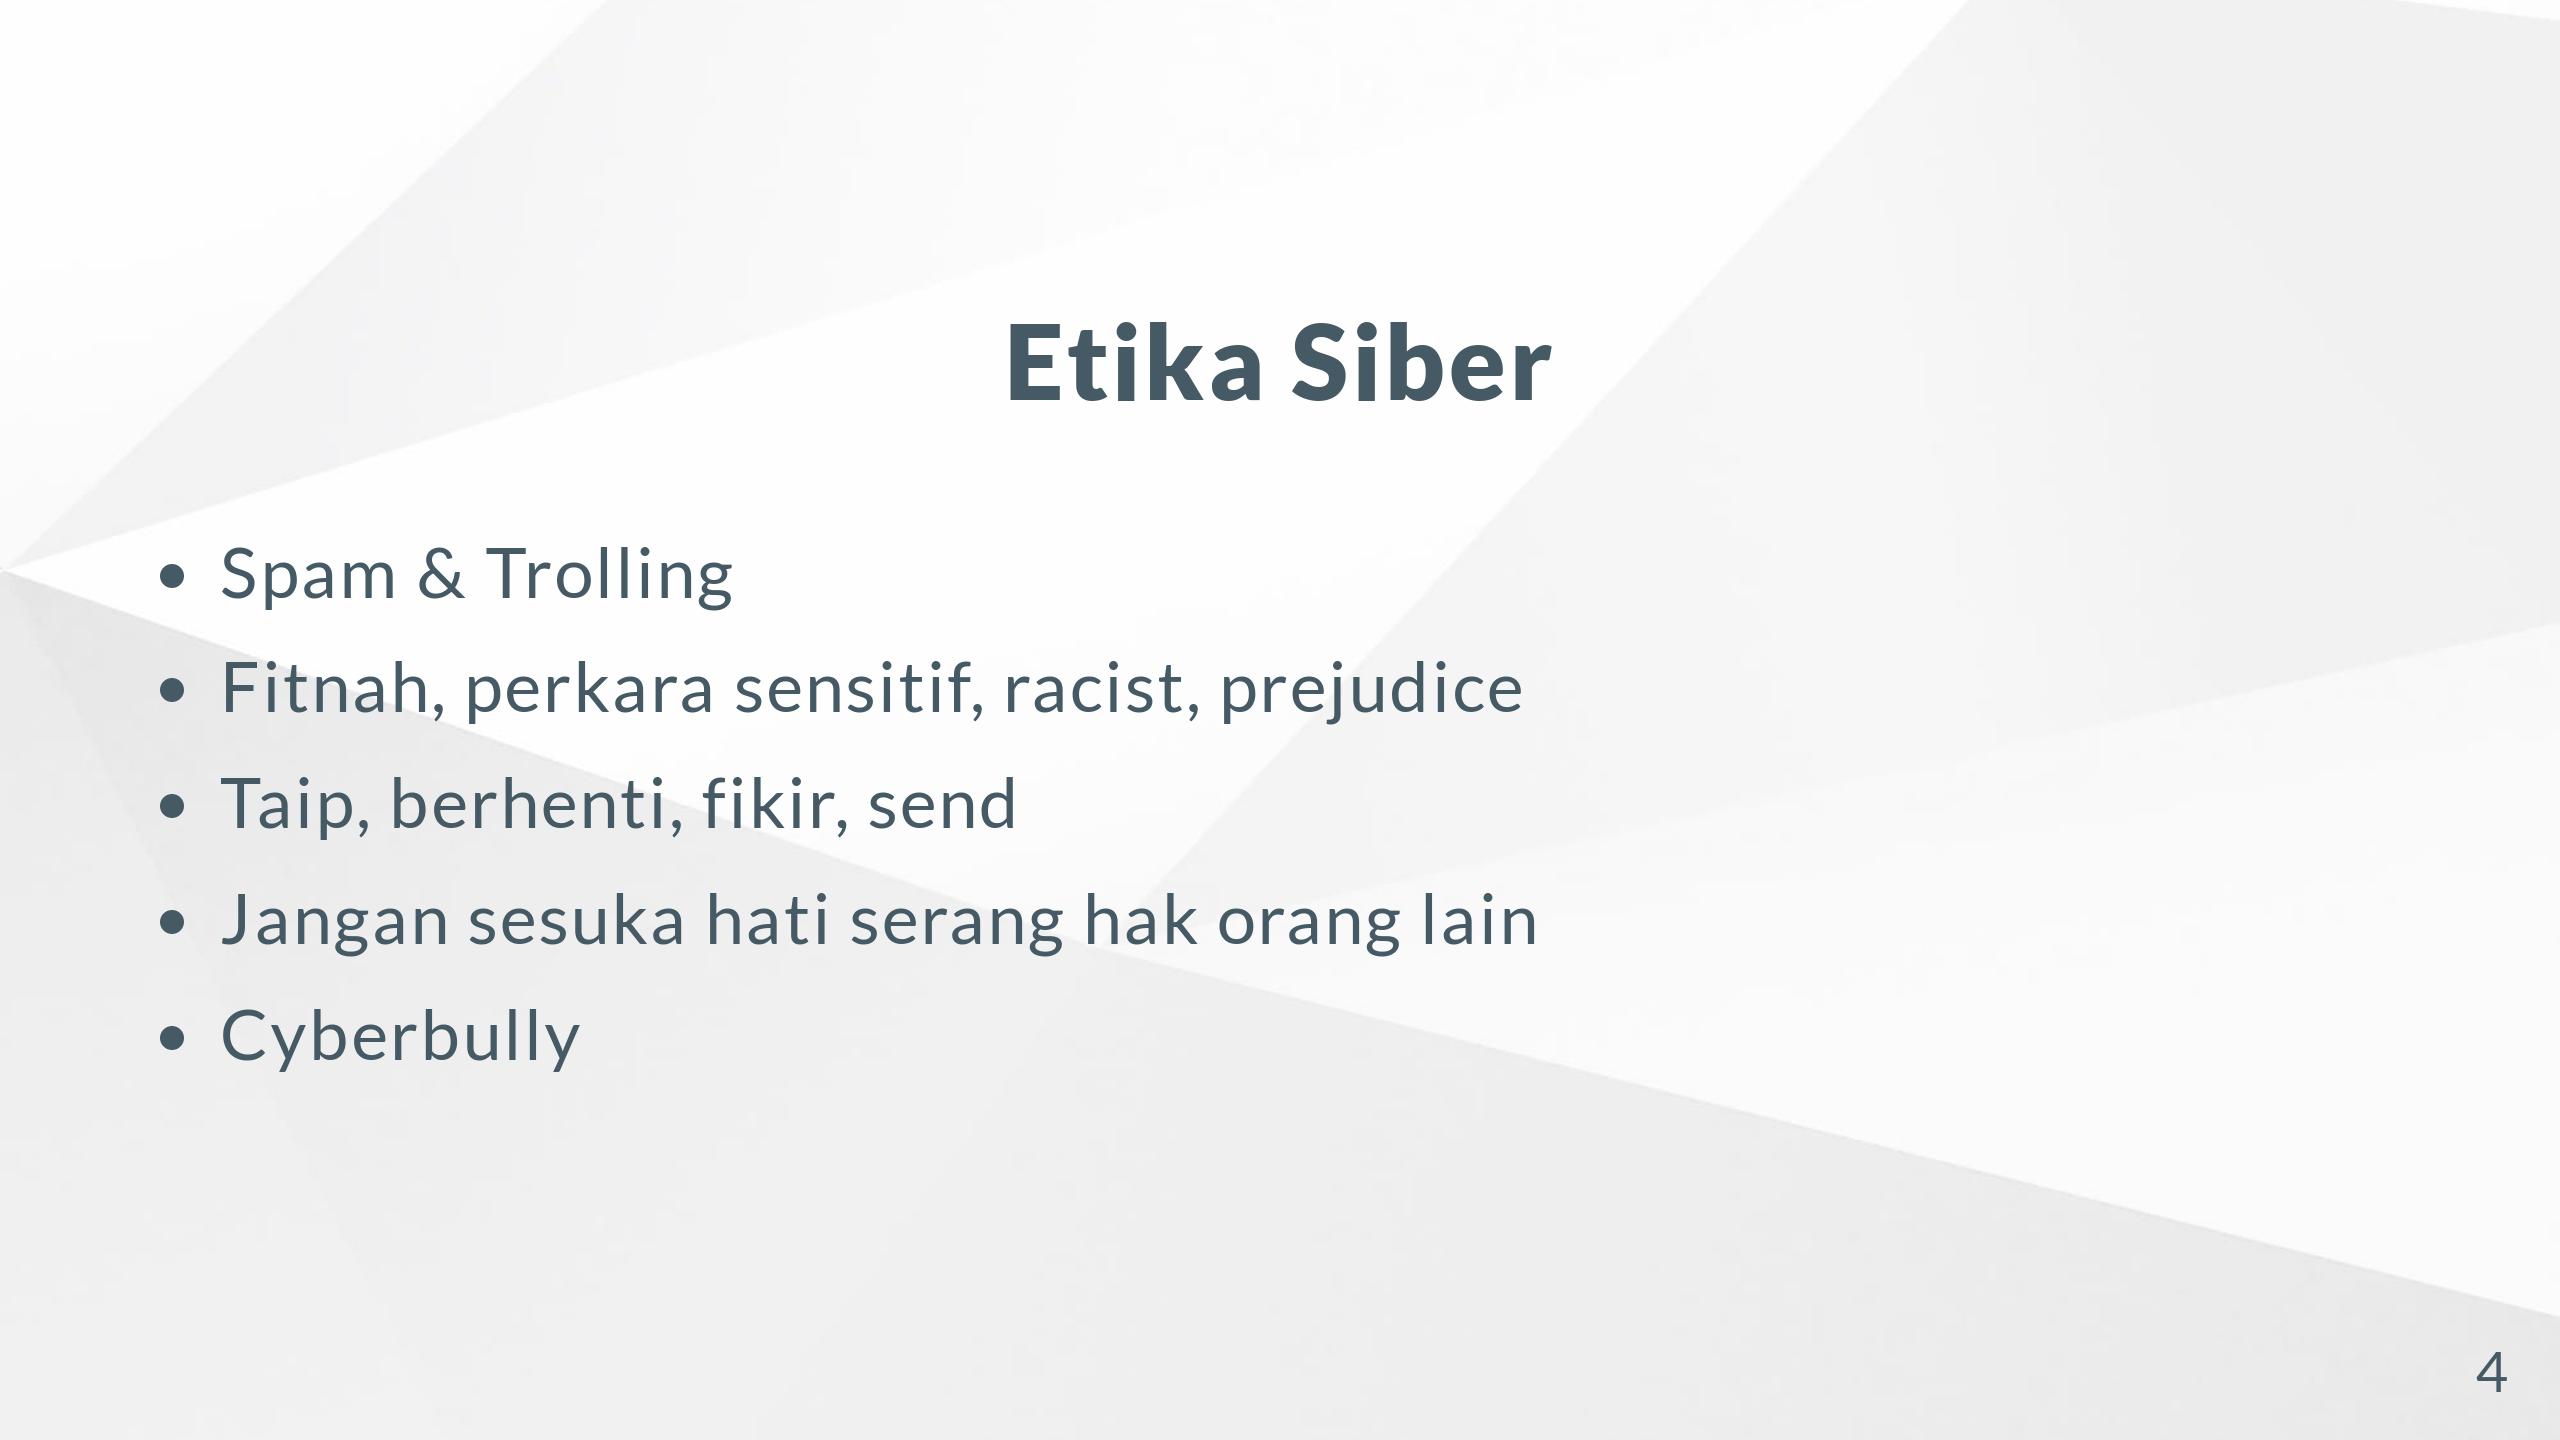 Etika Siber
• Spam & Trolling
• Fitnah, perkara sensitif, racist, prejudice
• Taip, berhenti, fikir, send
• Jangan sesuka hati serang hak orang lain
• Cyberbully
4